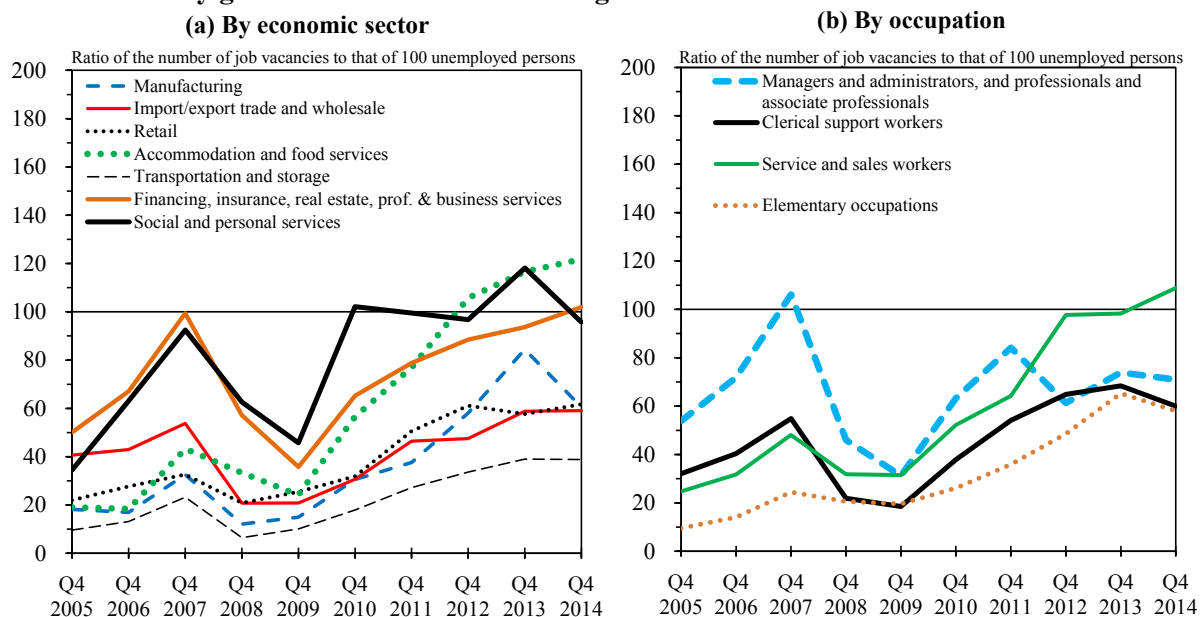 (a) By economic sector
Ratio of the number of job vacancies to that of 100 unemployed persons
200
180
160
140
120
100
80
60
40
20
0
Manufacturing
Import/export trade and wholesale
Retail
Accommodation and food services
Transportation and storage
Financing, insurance, real estate, prof. & business services
Social and personal services
Q4 Q4 Q4 Q4 Q4 Q4 Q4 Q4 Q4 Q4
2005 2006 2007 2008 2009 2010 2011 2012 2013 2014
(b) By occupation
Ratio of the number of job vacancies to that of 100 unemployed persons
200
180
160
140
120
100
80
60
40
20
0
Managers and administrators, and professionals and
associate professionals
Clerical support workers
Service and sales workers
Elementary occupations
Q4 Q4 Q4 Q4 Q4 Q4 Q4 Q4 Q4 Q4
2005 2006 2007 2008 2009 2010 2011 2012 2013 2014